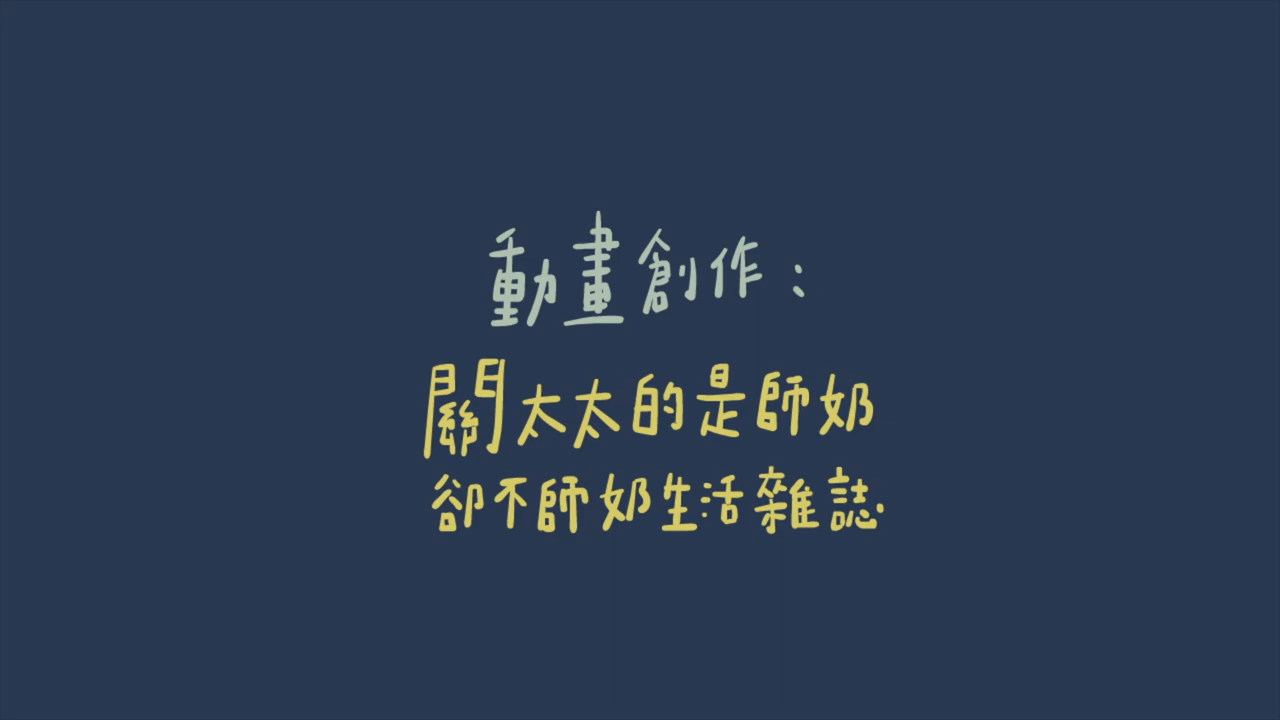 動畫創作：
關太太的是師奶
卻不師奶生活雜誌